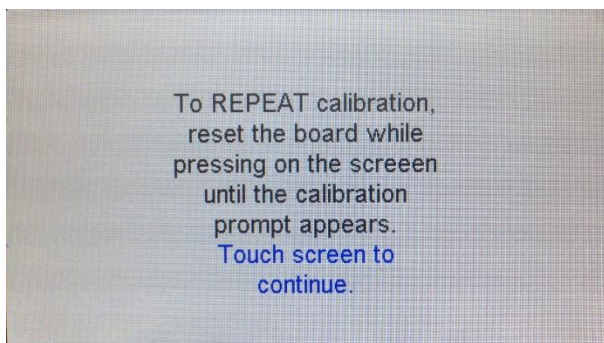 To REPEAT calibration,
reset the board while
pressing on the screeen
until the calibration
prompt appears.
Touch screen to
continue.